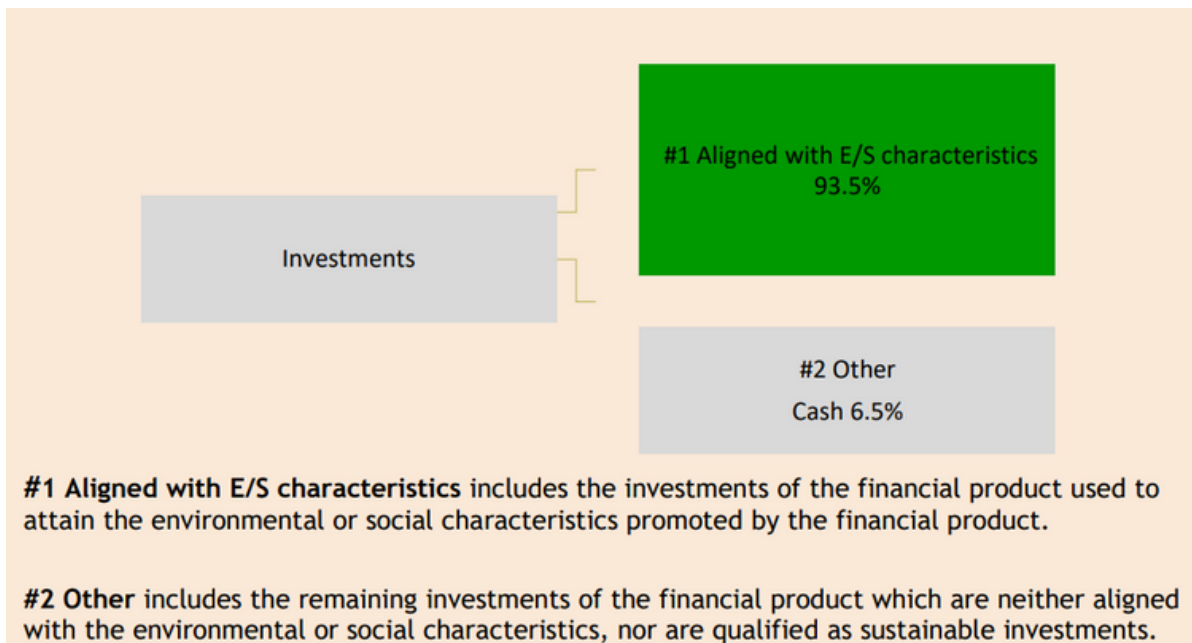 #1 Aligned with E/S characteristics
93.5%
Investments
#2 Other
Cash 6.5%
#1 Aligned with E/S characteristics includes the investments of the financial product used to
attain the environmental or social characteristics promoted by the financial product.
#2 Other includes the remaining investments of the financial product which are neither aligned
with the environmental or social characteristics, nor are qualified as sustainable investments.